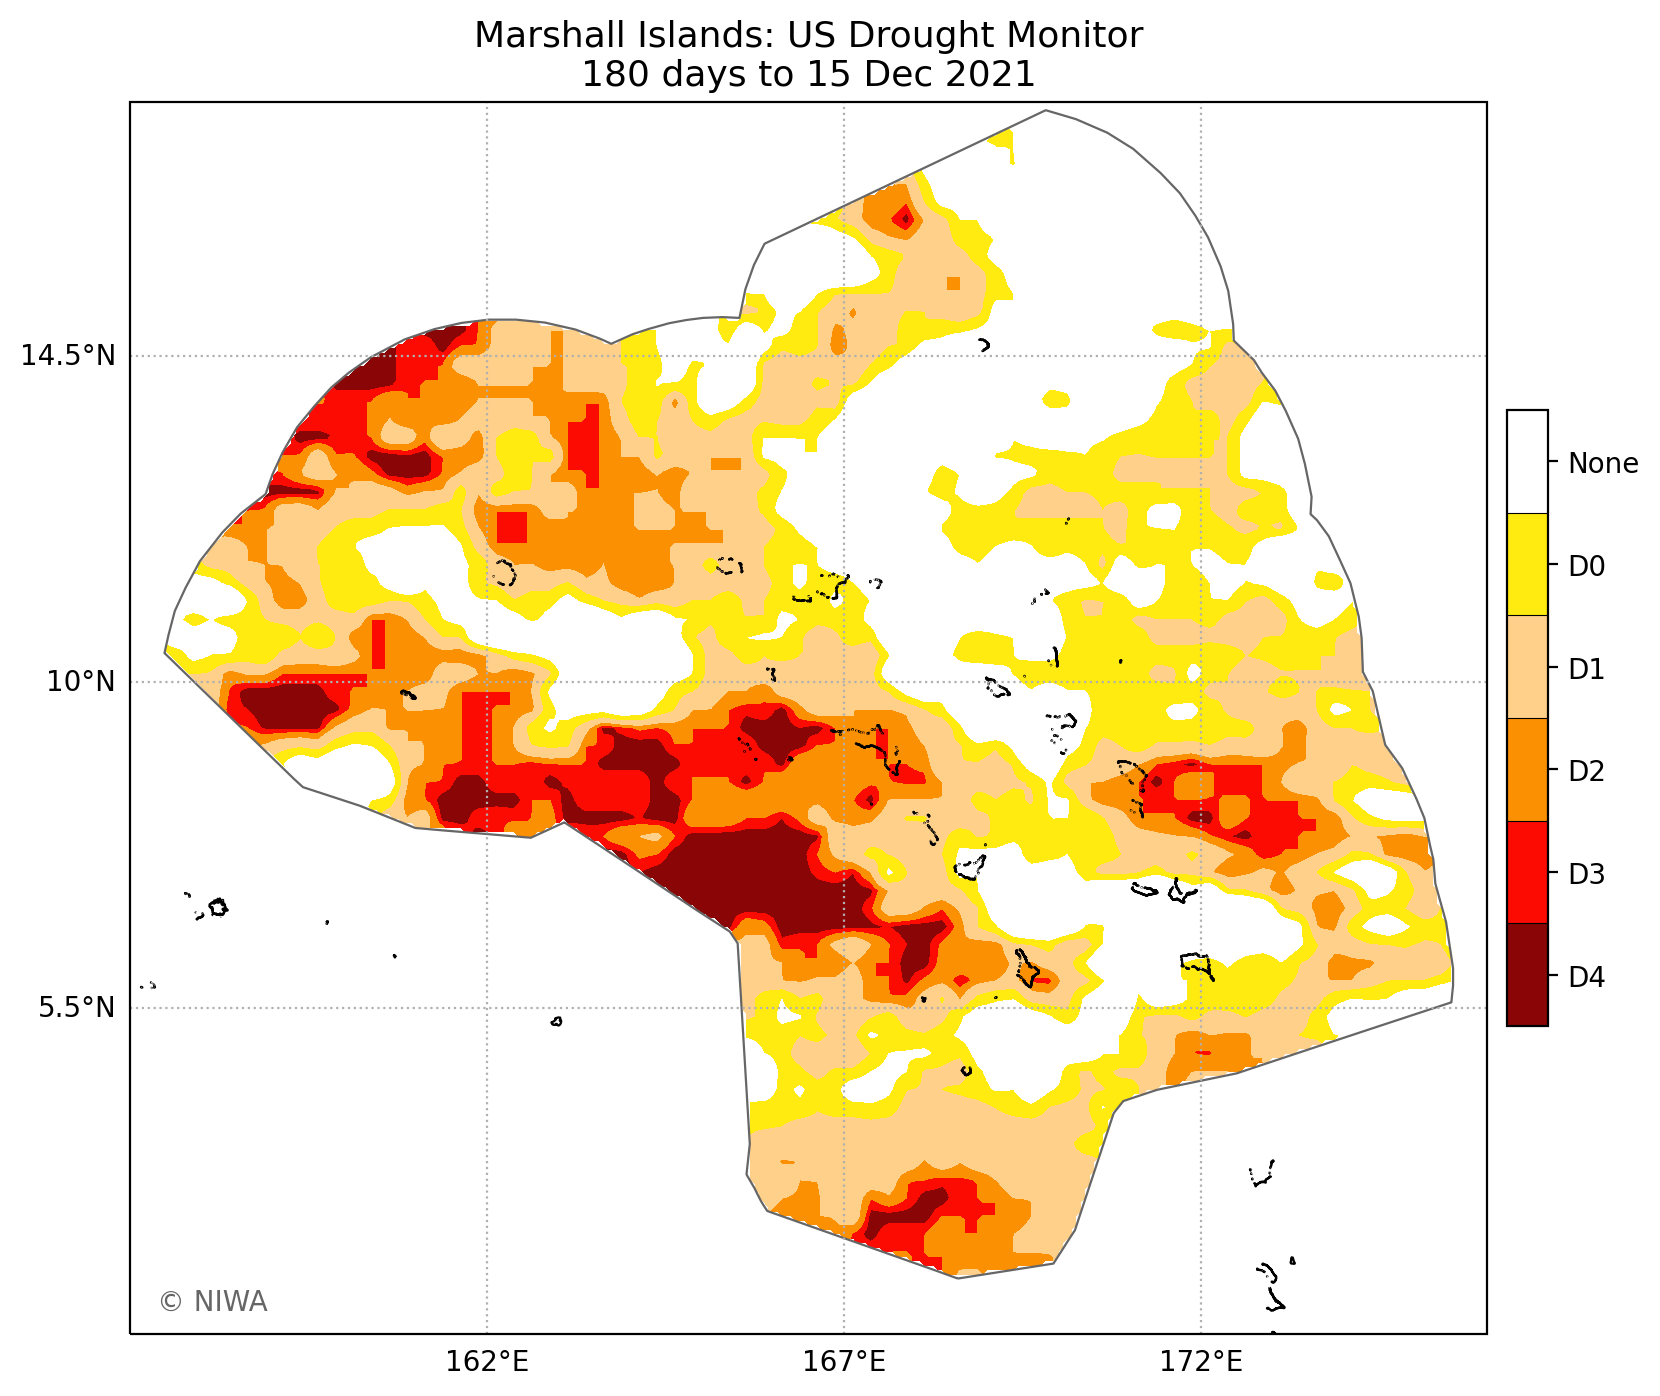 Marshall Islands: US Drought Monitor
180 days to 15 Dec 2021
14.5°N
10°N
5.5°N
162°E
167°E
172°E
None
D0
D1
D2
D3
D4
© NIWA